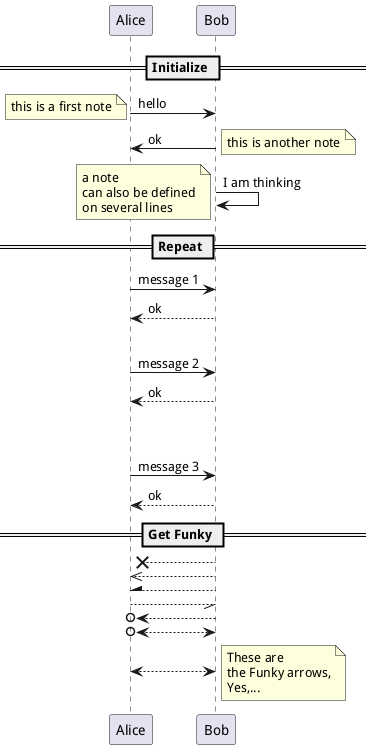 Alice Bob
Initialize
this is a first note
hello
ok
this is another note
a note
can also be defined
on several lines
I am thinking
Repeat
message 1
ok
message 2
ok
message 3
ok
Get Funky
These are
the Funky arrows,
Yes,...
Alice Bob